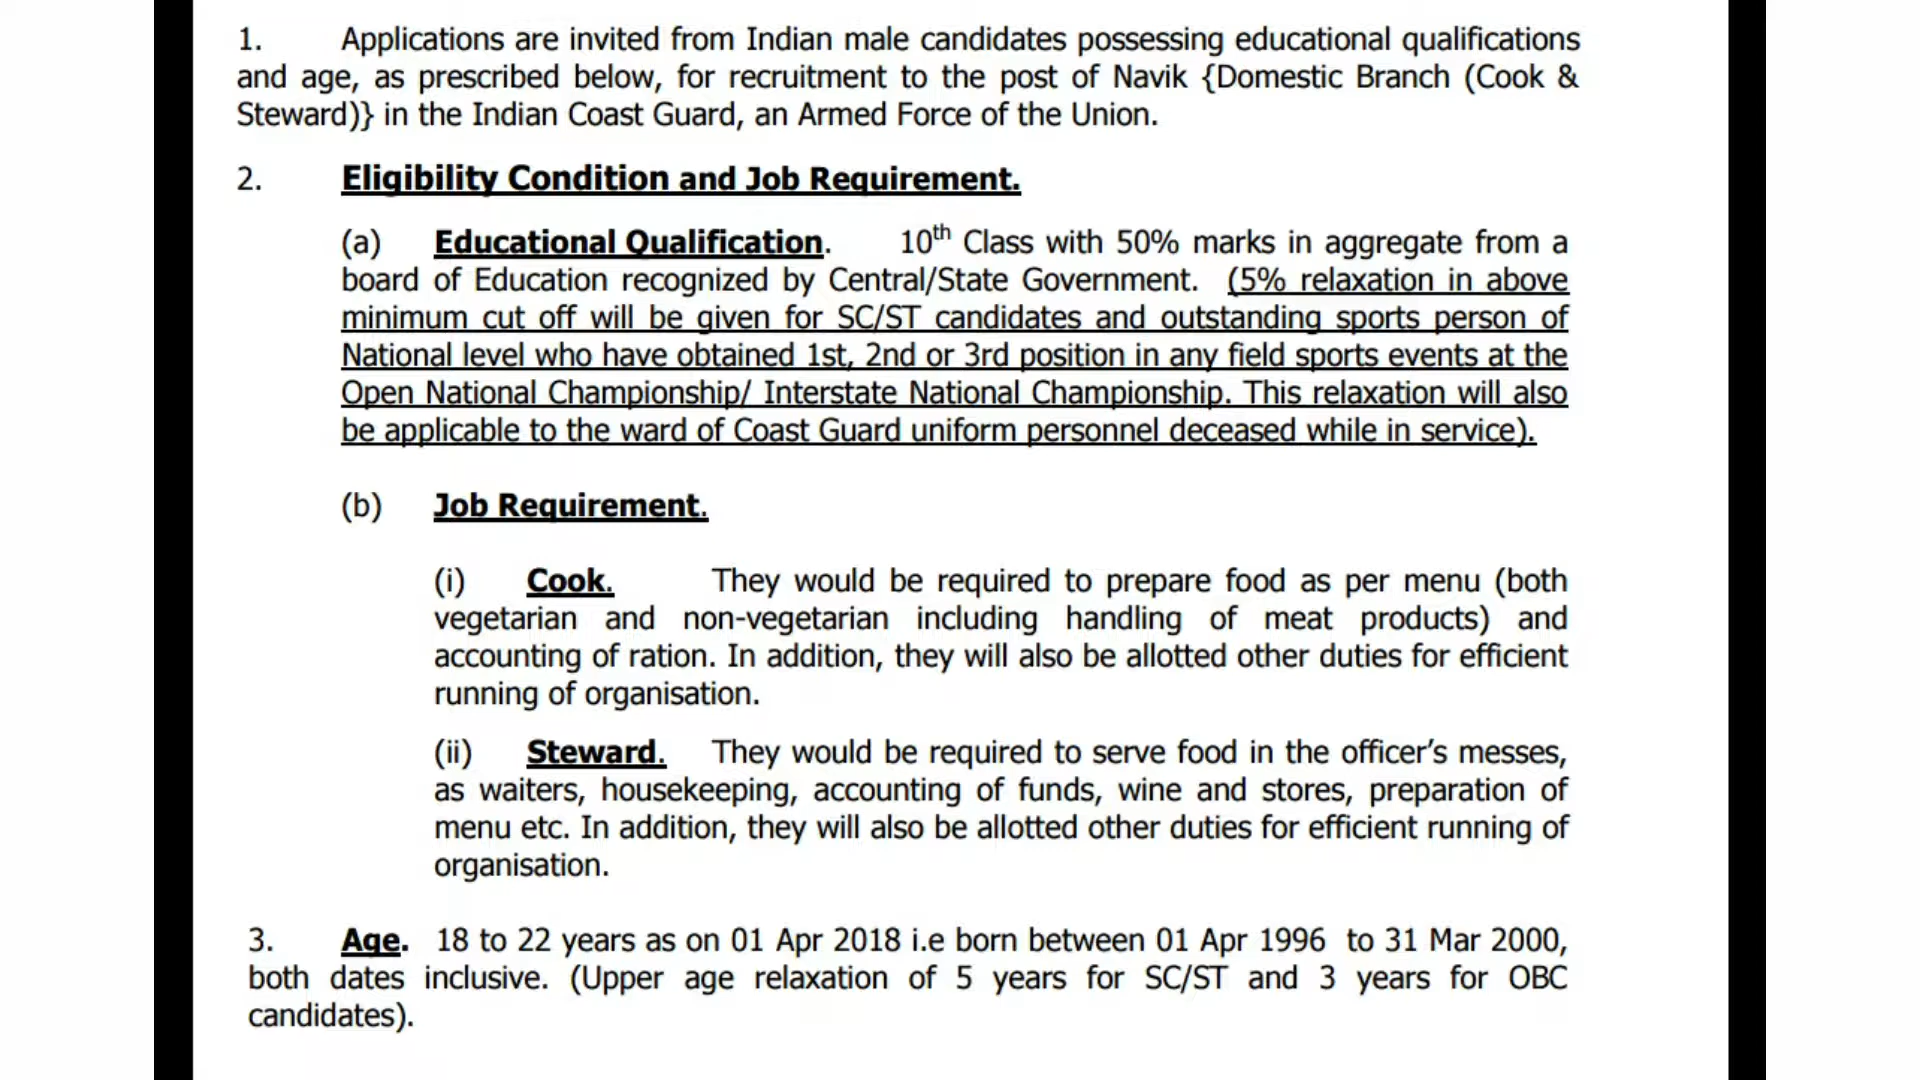 1. Applications are invited from Indian male candidates possessing educational qualifications
and age, as prescribed below, for recruitment to the post of Navik {Domestic Branch (Cook &
Steward)} in the Indian Coast Guard, an Armed Force of the Union.
2. Eligibility Condition and Job Requirement.
(a) Educational Qualification. 10th Class with 50% marks in aggregate from a
board of Education recognized by Central/State Government. (5% relaxation in above
minimum cut off will be given for SC/ST candidates and outstanding sports person of
National level who have obtained 1st, 2nd or 3rd position in any field sports events at the
Open National Championship/ Interstate National Championship. This relaxation will also
be applicable to the ward of Coast Guard uniform personnel deceased while in service).
(b) Job Requirement.
(i) Cook. They would be required to prepare food as per menu (both
vegetarian and non-vegetarian including handling of meat products) and
accounting of ration. In addition, they will also be allotted other duties for efficient
running of organisation.
(ii) Steward. They would be required to serve food in the officer's messes,
as waiters, housekeeping, accounting of funds, wine and stores, preparation of
menu etc. In addition, they will also be allotted other duties for efficient running of
organisation.
3. Age. 18 to 22 years as on 01 Apr 2018 i.e born between 01 Apr 1996 to 31 Mar 2000,
both dates inclusive. (Upper age relaxation of 5 years for SC/ST and 3 years for OBC
candidates).